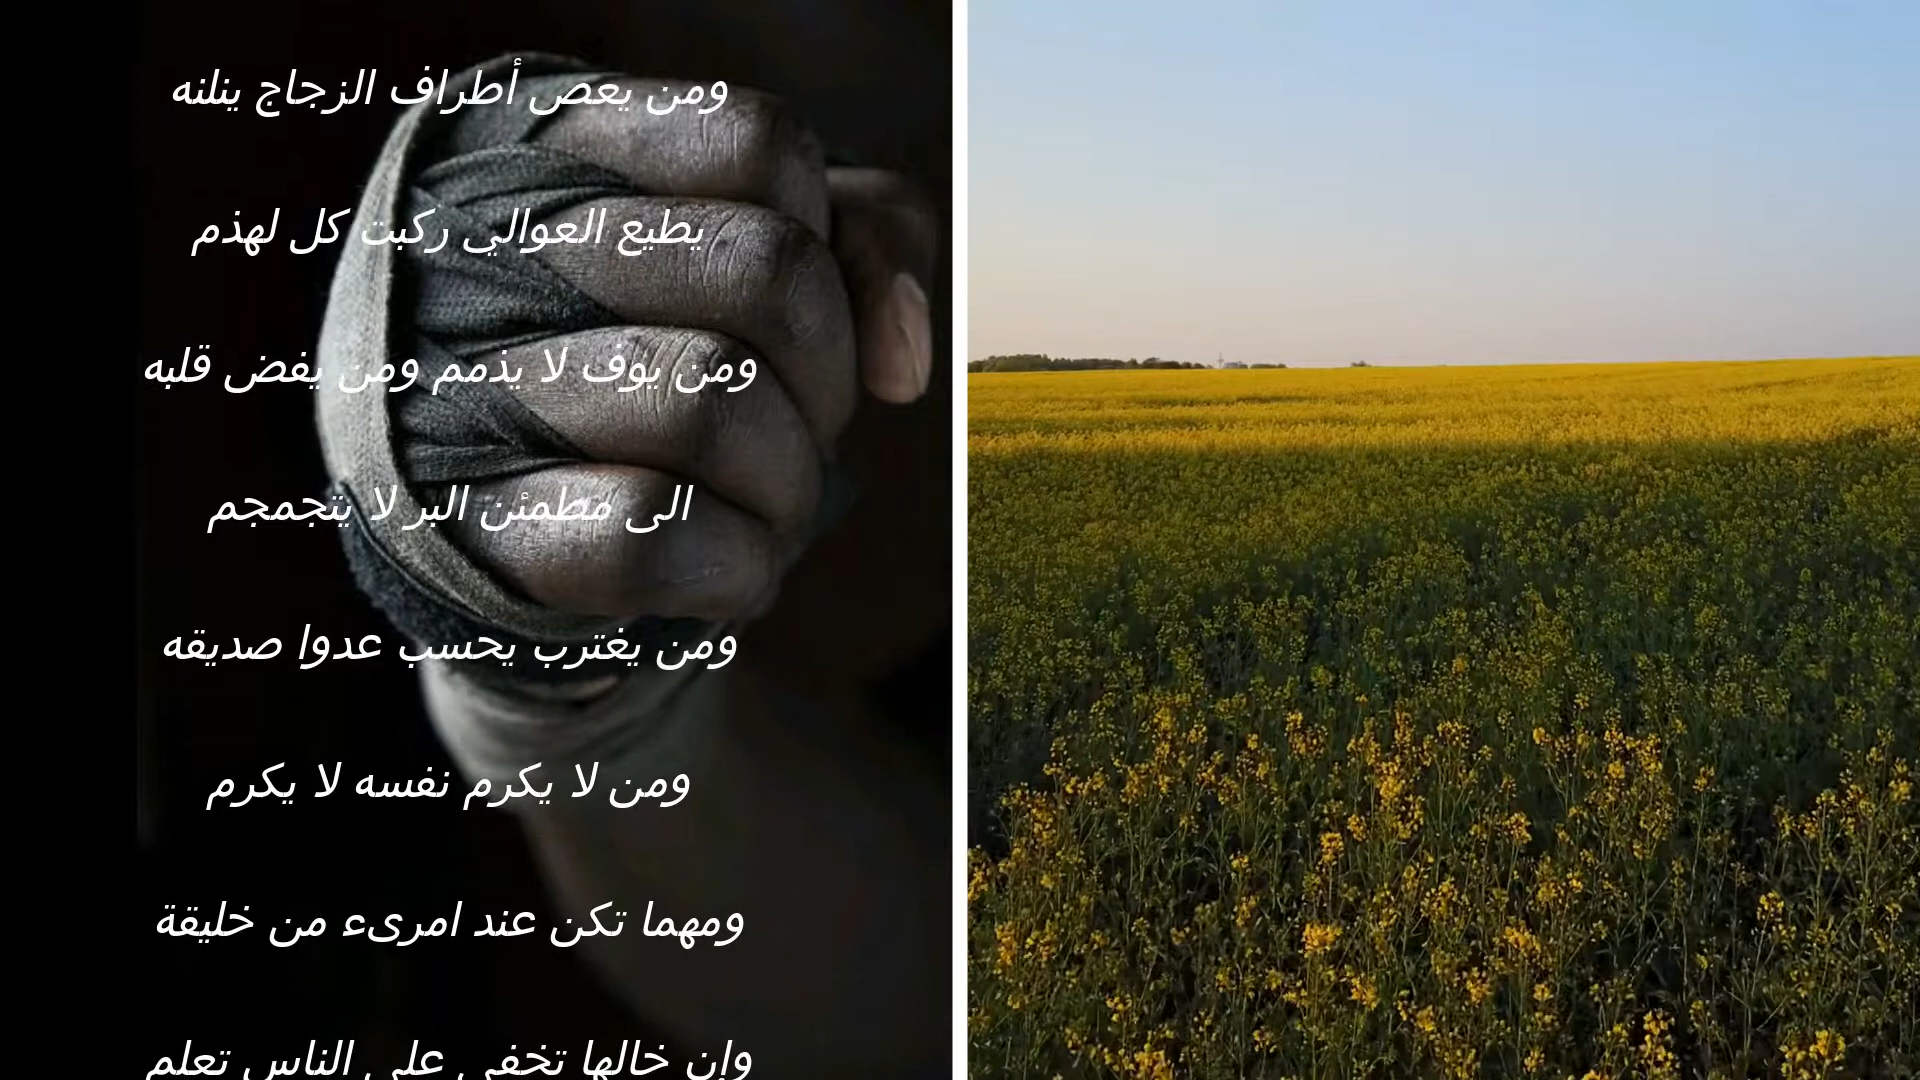 ومن يعص أطراف الزجاج ينلنه
يطيع العوالي ركبت كل لهذم
ومن يوف لا يذمم ومن يفض قلبه
الى مطمئن البر لا يتجمجم
ومن يغترب يحسب عدوا صديقه
ومن لا يكرم نفسه لا يكرم
ومهما تكن عند امرىء من خليقة
وإن خالها تخفى على الناس تعلم